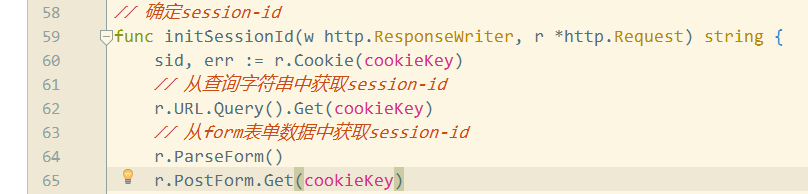 58 // 确定session-id
59 func initSessionId(w http.ResponseWriter, r *http.Request) string {
60 sid, err := r.Cookie(cookieKey)
61 // 从查询字符串中获取session-id
62 r.URL.Query().Get(cookieKey)
63 // 从form表单数据中获取session-id
64 r.ParseForm()
65 r.PostForm.Get(cookieKey)